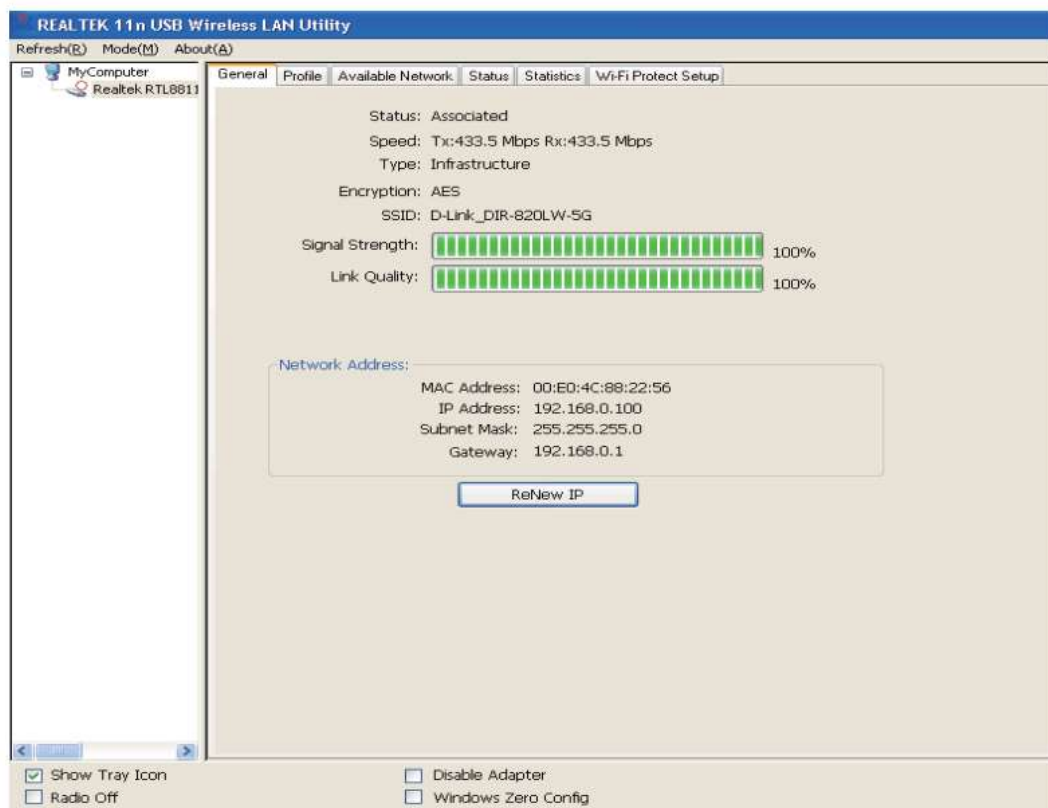 REALTEK 11n USB Wireless LAN Utility
Refresh(R) Mode(M) About(A)
MyComputer
Realtek RTL8811
General Profile Available Network Status Statistics Wi-Fi Protect Setup
Status: Associated
Speed: Tx:433.5 Mbps Rx:433.5 Mbps
Type: Infrastructure
Encryption: AES
SSID: D-Link_DIR-820LW-5G
Signal Strength: 100%
Link Quality: 100%
Network Address:
MAC Address: 00:E0:4C:88:22:56
IP Address: 192.168.0.100
Subnet Mask: 255.255.255.0
Gateway: 192.168.0.1
ReNew IP
Show Tray Icon Disable Adapter
Radio Off Windows Zero Config